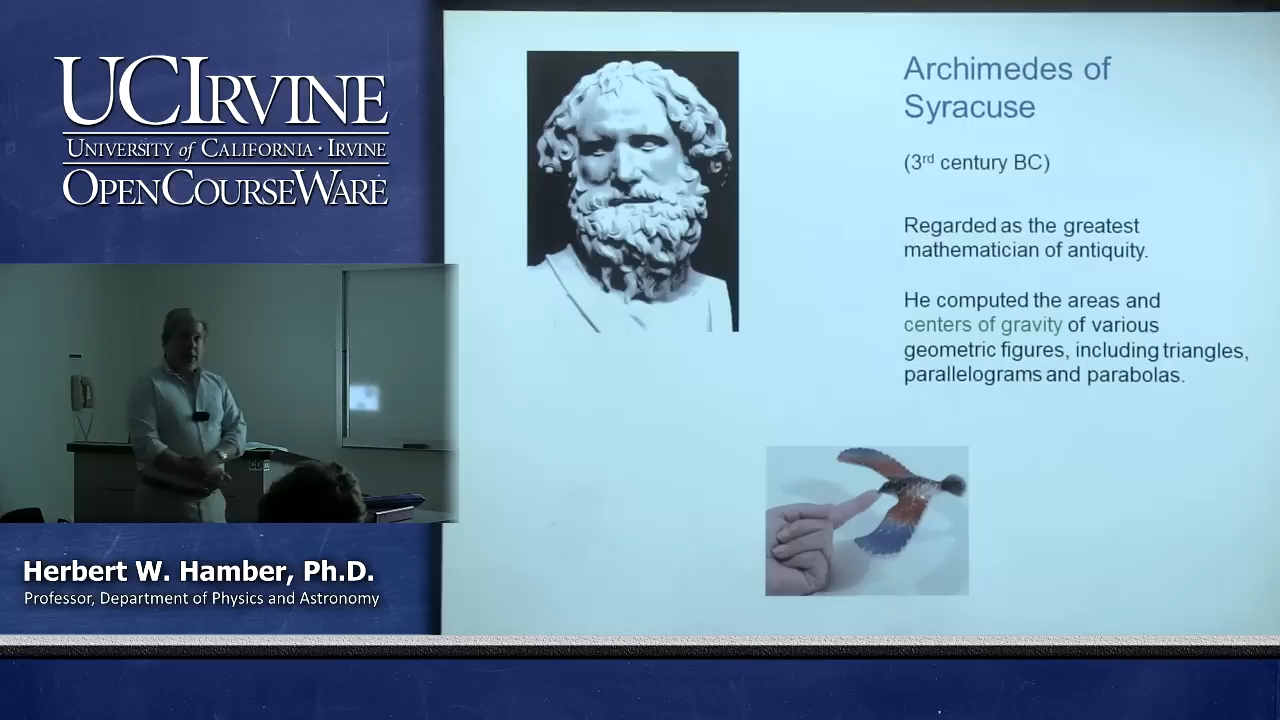 UCIRVINE
UNIVERSITY of CALIFORNIA · IRVINE
OPENCOURSEWARE
Archimedes of
Syracuse
(3rd century BC)
Regarded as the greatest
mathematician of antiquity.
He computed the areas and
centers of gravity of various
geometric figures, including triangles,
parallelograms and parabolas.
Herbert W. Hamber, Ph.D.
Professor, Department of Physics and Astronomy